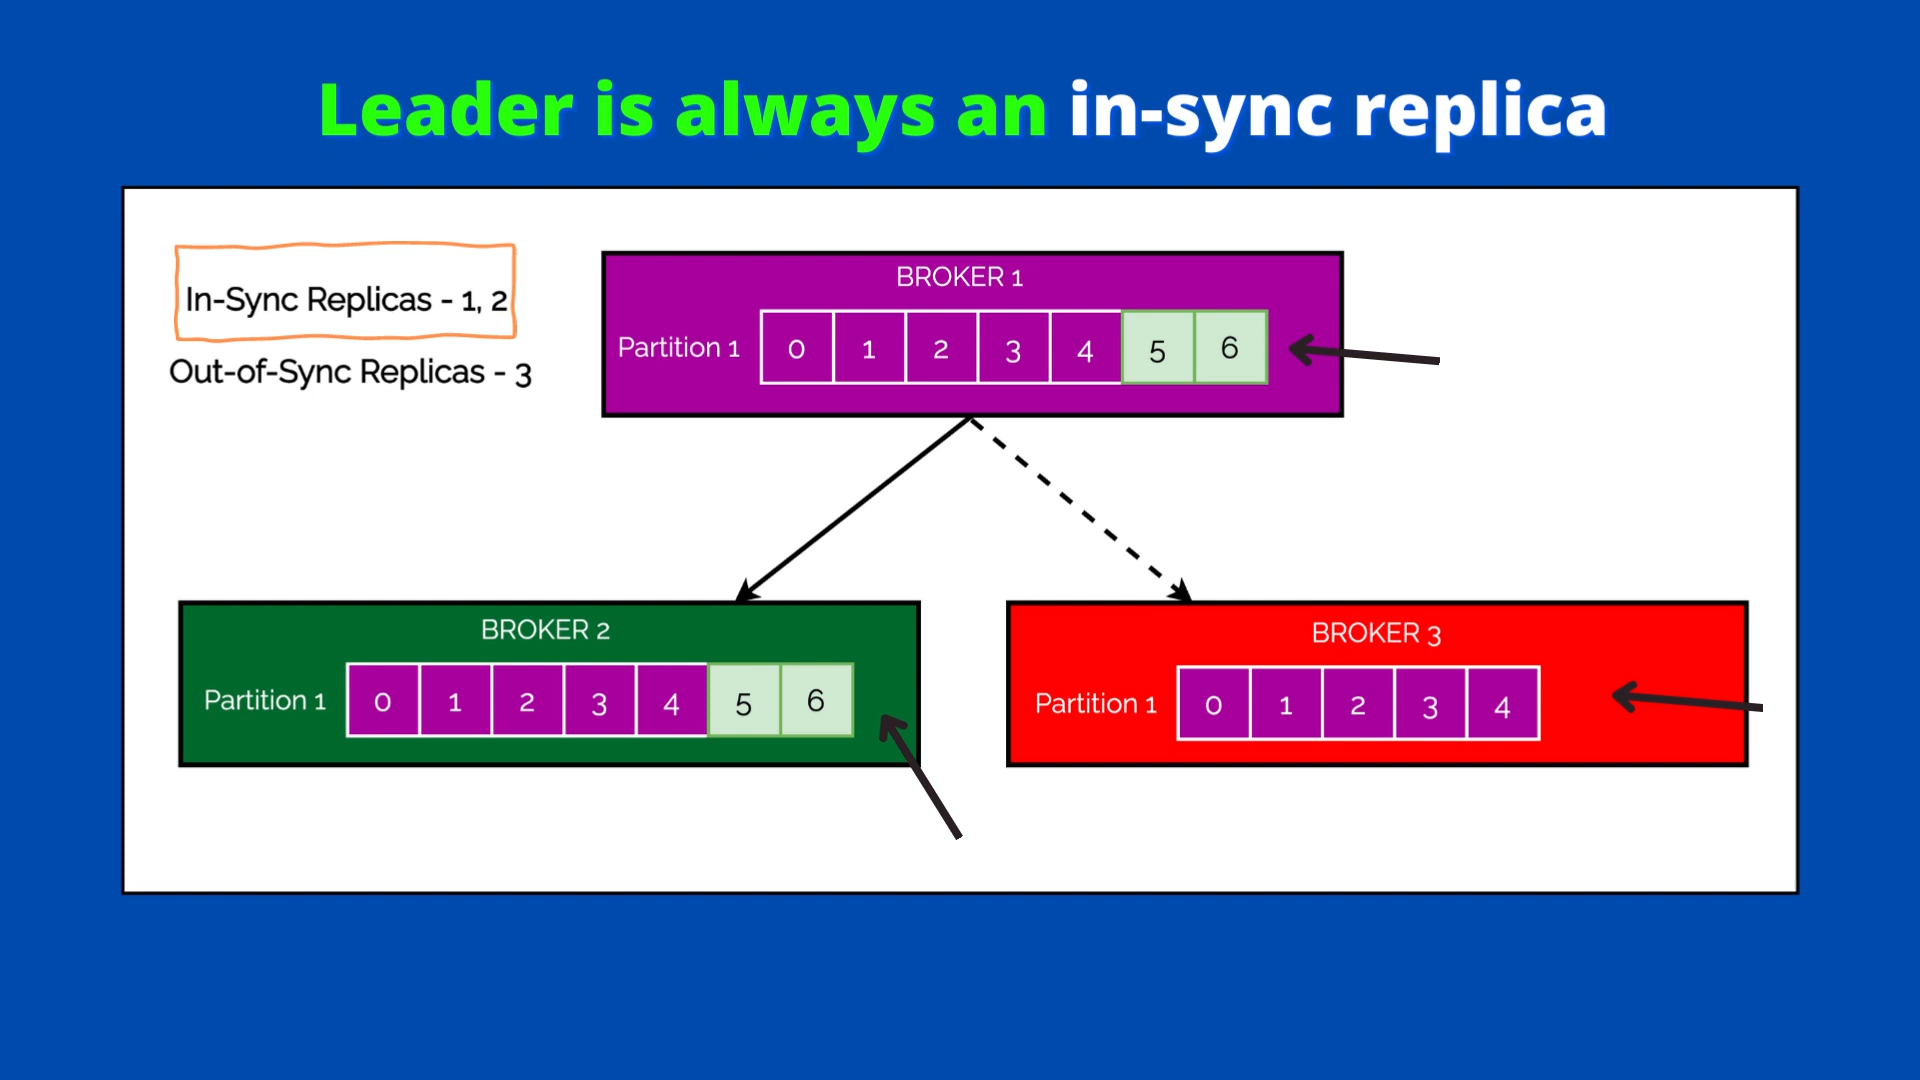 Leader is always an in-sync replica
In-Sync Replicas - 1, 2
Out-of-Sync Replicas - 3
BROKER 1
Partition 1 0 1 2 3 4 5 6
BROKER 2
Partition 1 0 1 2 3 4 5 6
BROKER 3
Partition 1 0 1 2 3 4